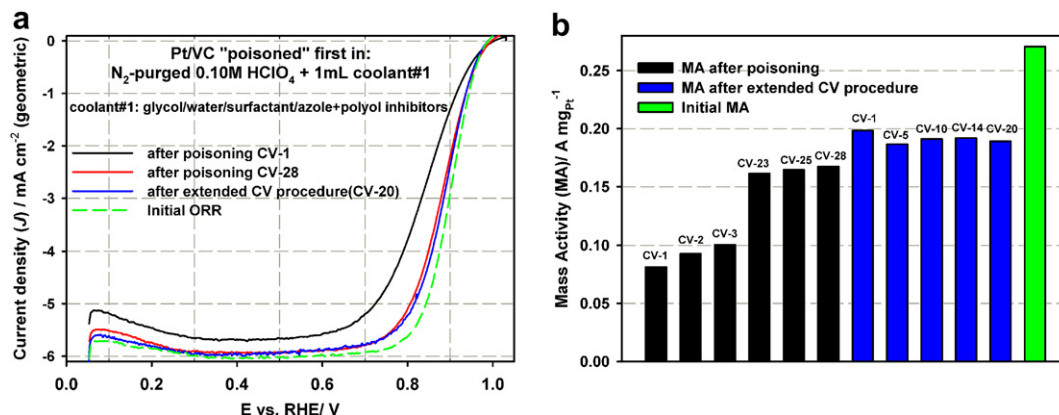 a
Pt/VC "poisoned" first in:
N₂-purged 0.10M HClO₄ + 1mL coolant#1
coolant#1: glycol/water/surfactant/azole+polyol inhibitors
after poisoning CV-1
after poisoning CV-28
after extended CV procedure(CV-20)
Initial ORR
Current density (J) / mA cm⁻² (geometric)
0
-1
-2
-3
-4
-5
-6
0.0 0.2 0.4 0.6 0.8 1.0
E vs. RHE/ V
b
MA after poisoning
MA after extended CV procedure
Initial MA
Mass Activity (MA)/ A mgPt⁻¹
0.25
0.20
0.15
0.10
0.05
0.00
CV-1 CV-2 CV-3 CV-23 CV-25 CV-28 CV-1 CV-5 CV-10 CV-14 CV-20